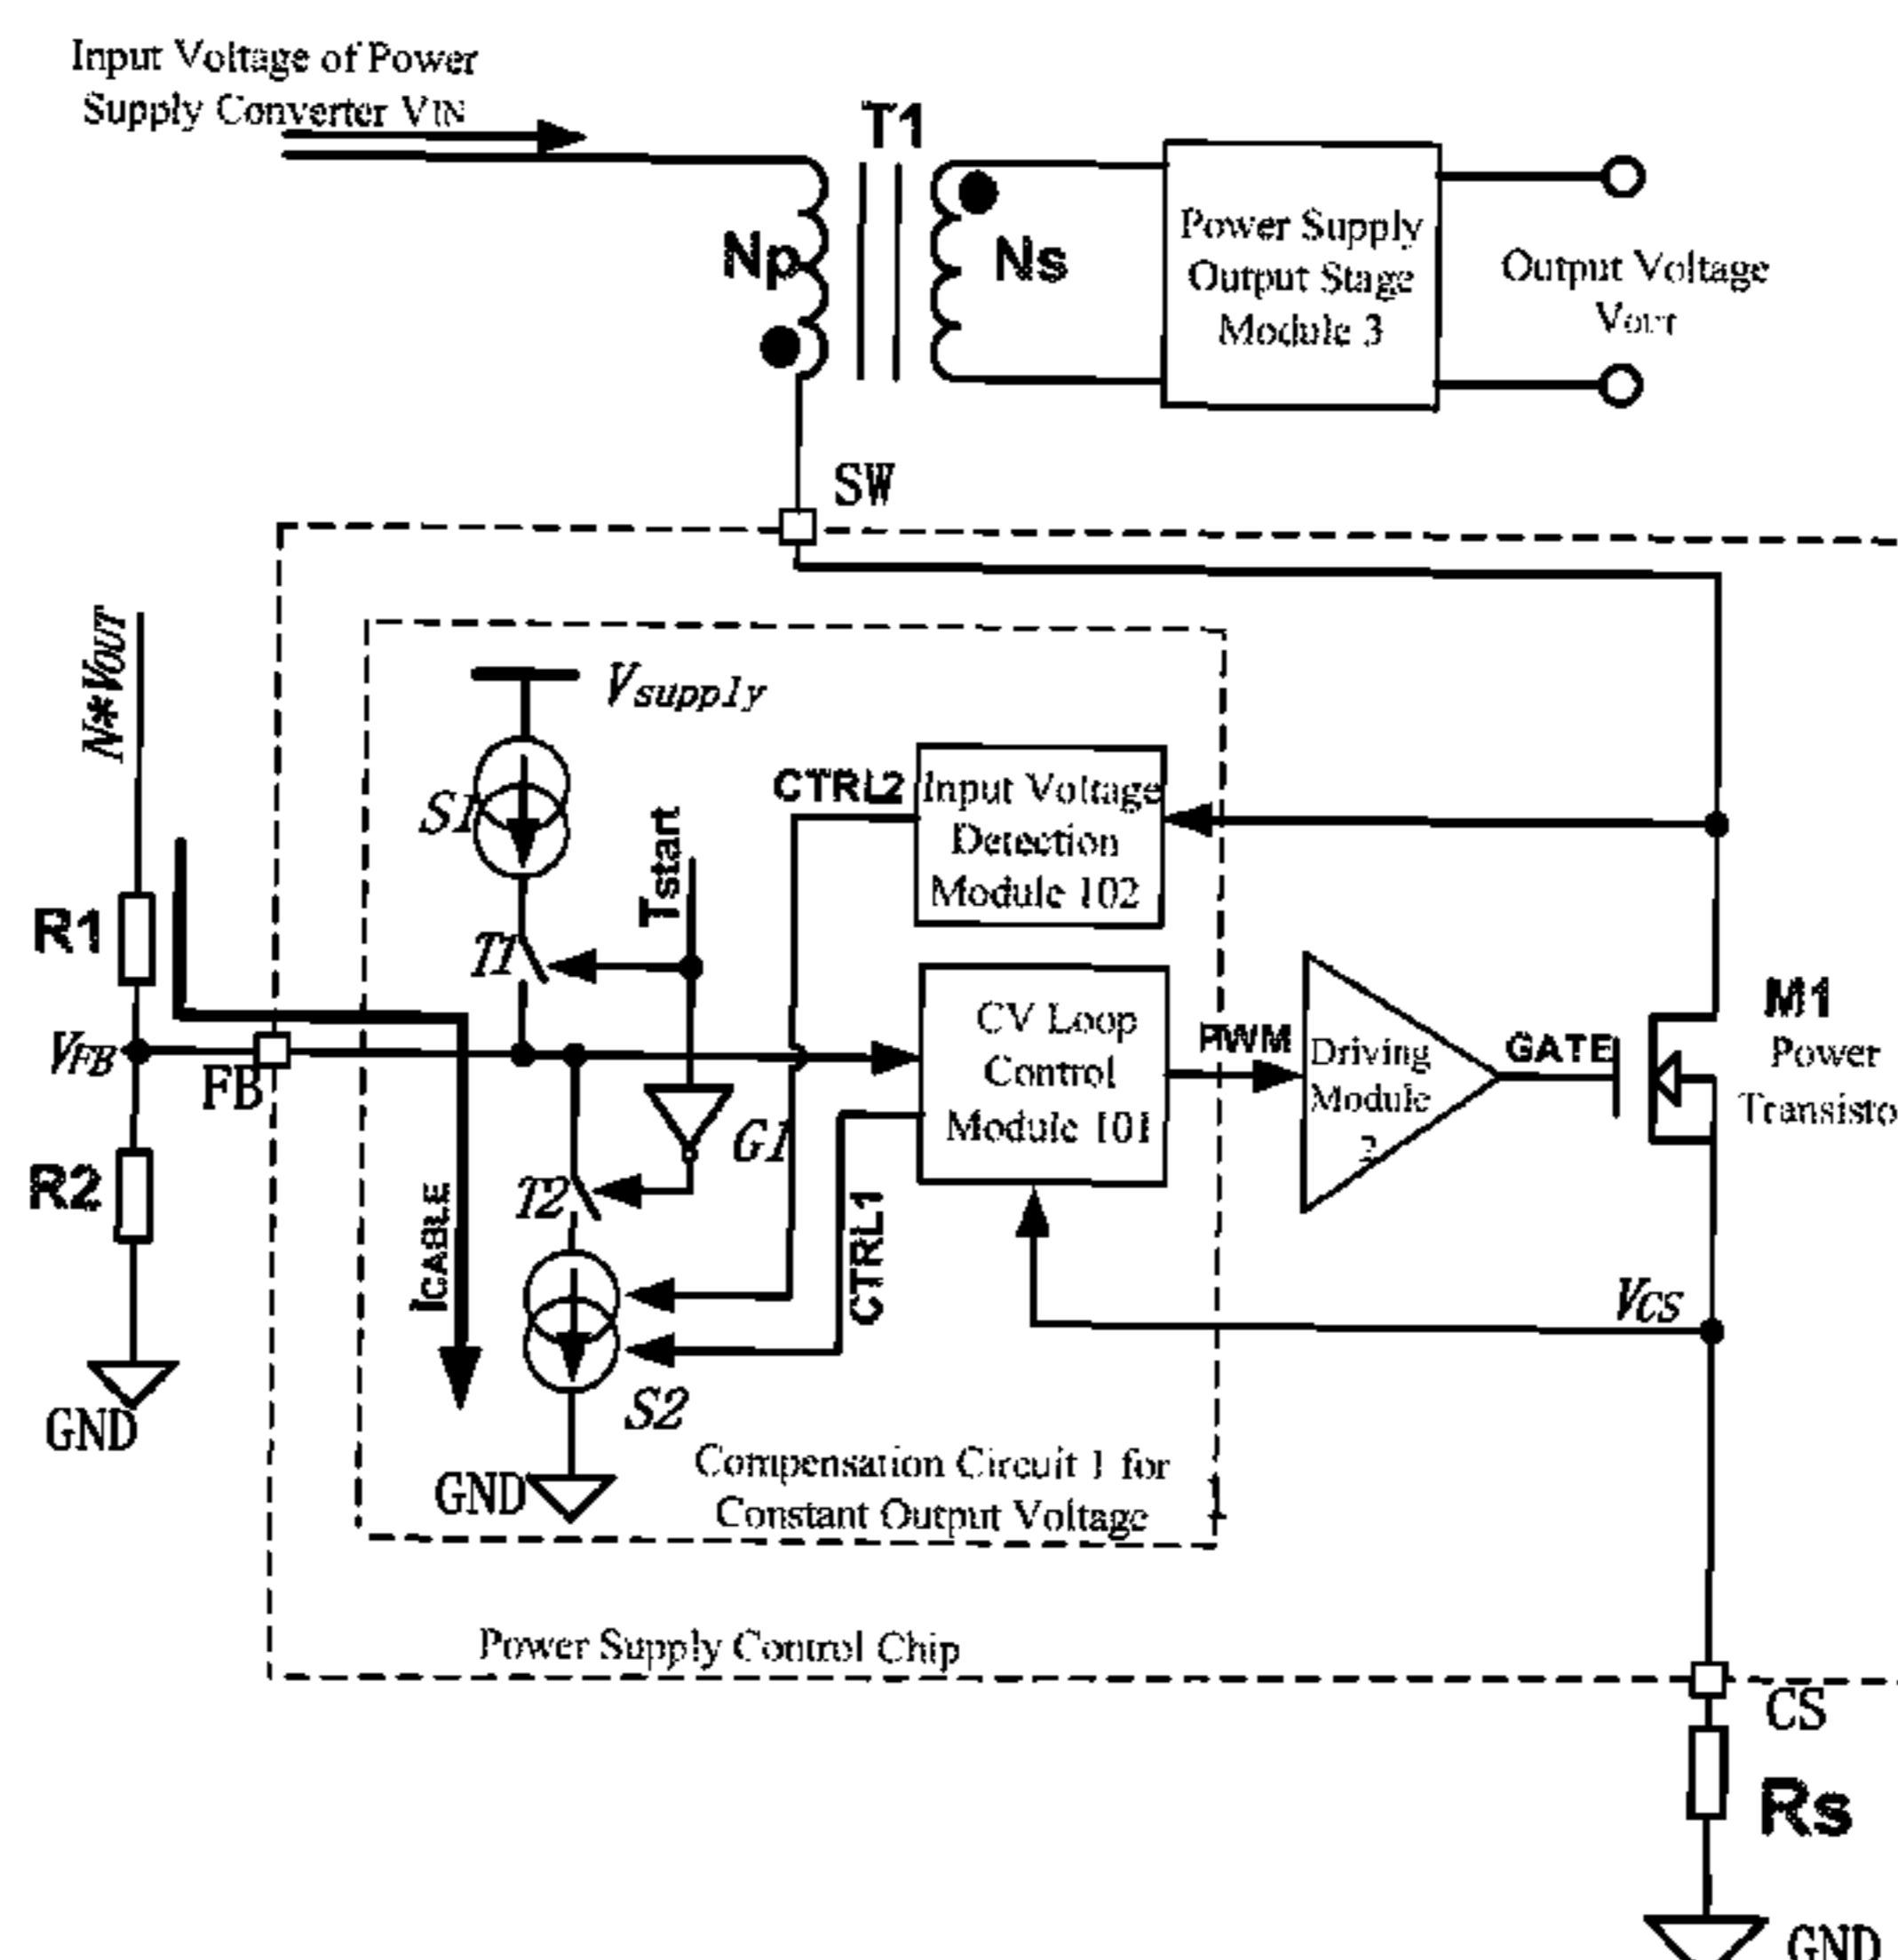 Input Voltage of Power
Supply Converter VIN
T1
Np
Ns
Power Supply
Output Stage
Module 3
Output Voltage
VOUT
SW
N*VOUT
Vsupply
S1
Tstart
CTRL2
Input Voltage
Detection
Module 102
R1
T1
VFB
FB
CV Loop
Control
Module 101
PWM
Driving
Module
2
GATE
M1
Power
Transisto
G1
R2
T2
ICABLE
CTRL1
VCS
S2
GND
GND
Compensation Circuit 1 for
Constant Output Voltage
Power Supply Control Chip
CS
Rs
GND